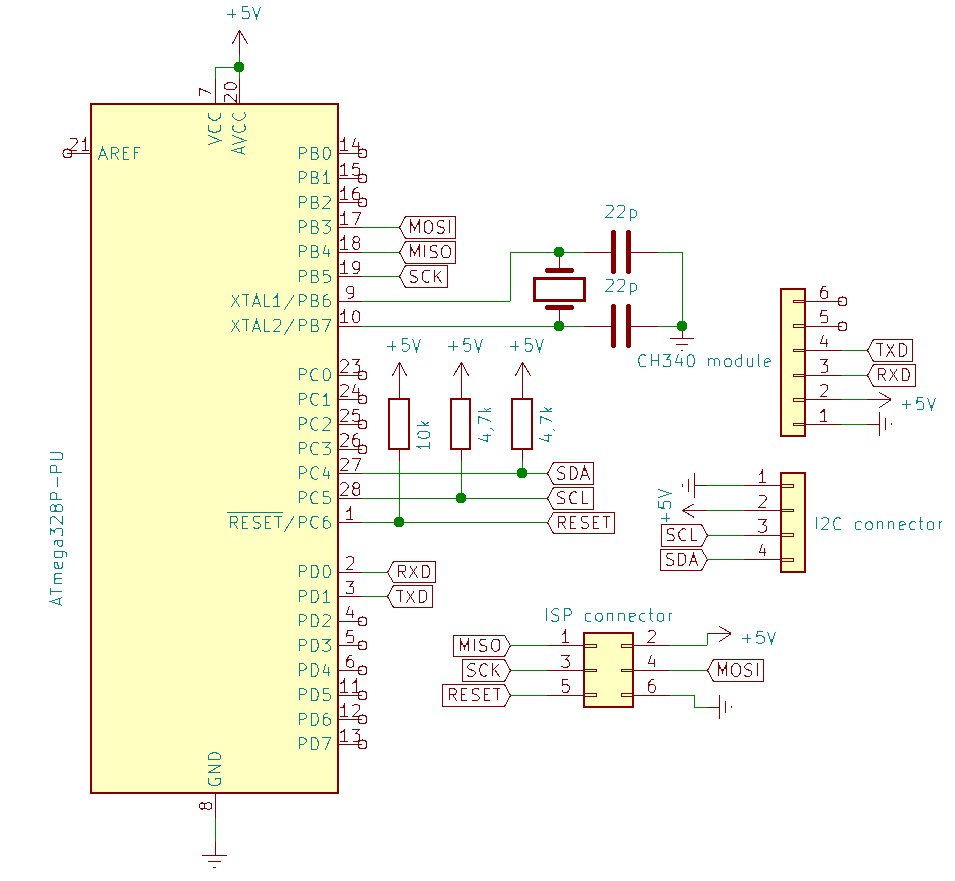 +5V
7
20
VCC
AVCC
21
AREF
PB0 14
PB1 15
PB2 16
PB3 17 MOSI
PB4 18 MISO
PB5 19 SCK
XTAL1/PB6 9
XTAL2/PB7 10
22p
22p
+5V +5V +5V
10k
4,7k
4,7k
PC0 23
PC1 24
PC2 25
PC3 26
PC4 27 SDA
PC5 28 SCL
RESET/PC6 1 RESET
PD0 2 RXD
PD1 3 TXD
PD2 4
PD3 5
PD4 6
PD5 11
PD6 12
PD7 13
GND
8
ATmega328P-PU
CH340 module
6
5
4 TXD
3 RXD
2 +5V
1
I2C connector
1
+5V 2
SCL 3
SDA 4
ISP connector
MISO 1 2 +5V
SCK 3 4 MOSI
RESET 5 6